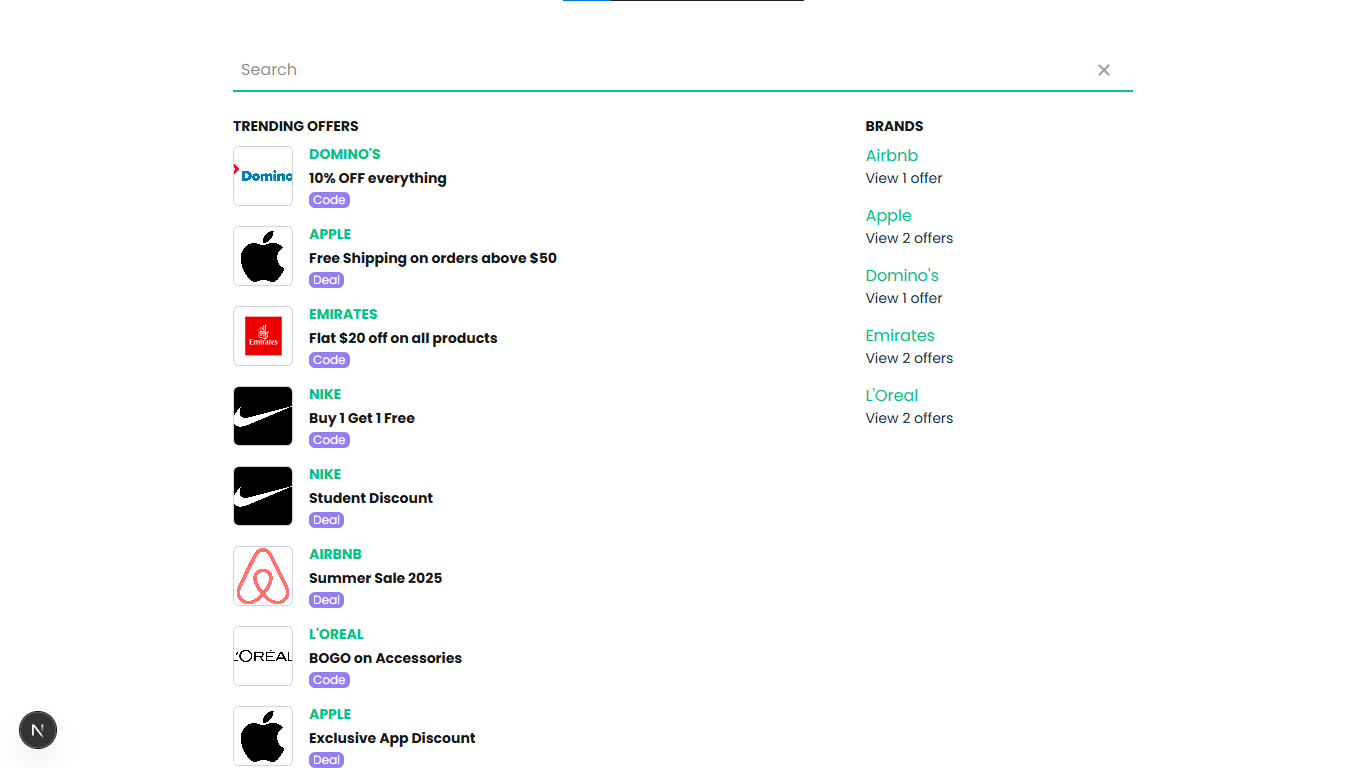 Search
TRENDING OFFERS
Domino
DOMINO'S
10% OFF everything
Code
APPLE
Free Shipping on orders above $50
Deal
Emirates
EMIRATES
Flat $20 off on all products
Code
NIKE
Buy 1 Get 1 Free
Code
NIKE
Student Discount
Deal
AIRBNB
Summer Sale 2025
Deal
L'ORÉAL
L'OREAL
BOGO on Accessories
Code
APPLE
Exclusive App Discount
Deal
BRANDS
Airbnb
View 1 offer
Apple
View 2 offers
Domino's
View 1 offer
Emirates
View 2 offers
L'Oreal
View 2 offers
N